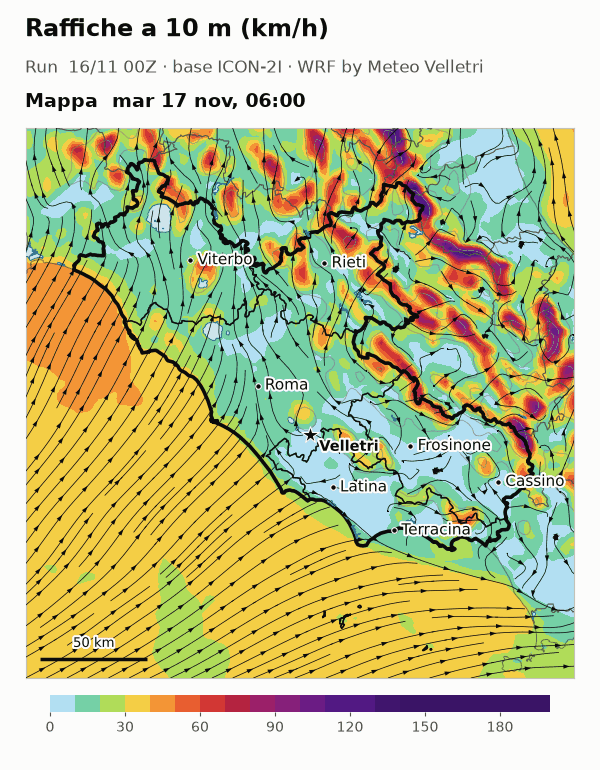 Raffiche a 10 m (km/h)
Run  16/11 00Z · base ICON-2I · WRF by Meteo Velletri
Mappa  mar 17 nov, 06:00
Viterbo
Rieti
Roma
Velletri
Frosinone
Cassino
Latina
Terracina
50 km
0 30 60 90 120 150 180